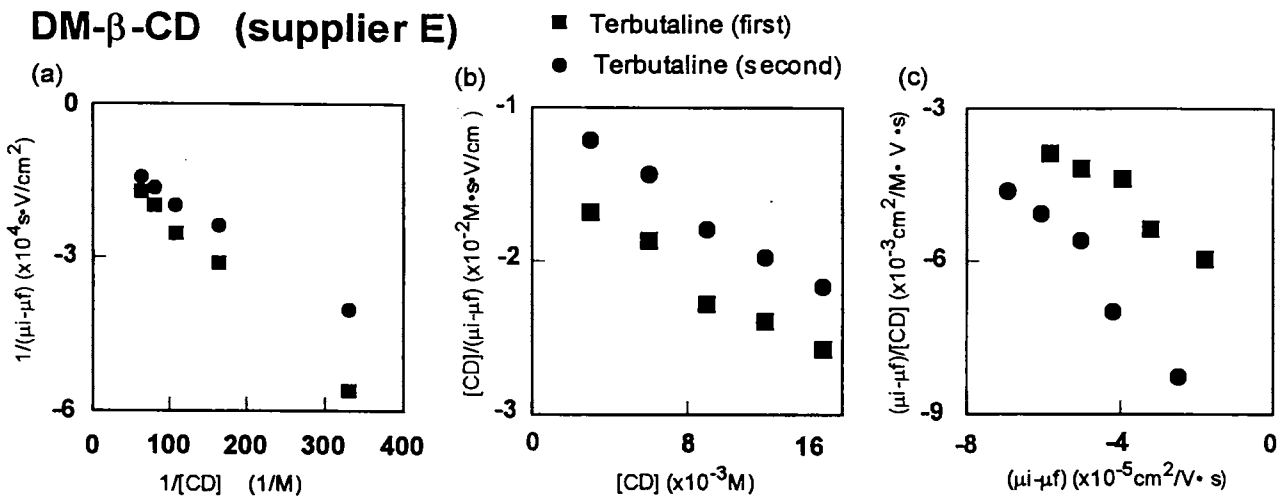 DM-β-CD (supplier E)
■ Terbutaline (first)
● Terbutaline (second)
(a)
0
-3
-6
1/(μi-μf) (x10⁴s•V/cm²)
0 100 200 300 400
1/[CD] (1/M)
(b)
-1
-2
-3
[CD]/(μi-μf) (x10⁻²M•s•V/cm )
0 8 16
[CD] (x10⁻³M)
(c)
-3
-6
-9
(μi-μf)/[CD] (x10⁻³cm²/M• V •s)
-8 -4 0
(μi-μf) (x10⁻⁵cm²/V• s)